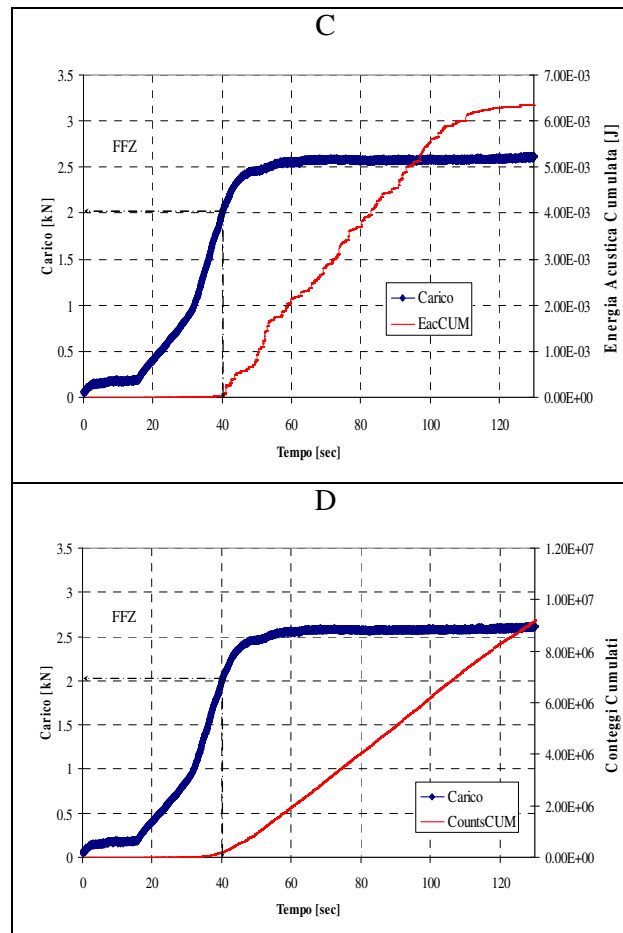 C
7.00E-03
6.00E-03
5.00E-03
4.00E-03
3.00E-03
2.00E-03
1.00E-03
0.00E+00
3.5
3
2.5
2
1.5
1
0.5
0
FFZ
Carico [kN]
Energia Acustica Cumulata [J]
Carico
EacCUM
0 20 40 60 80 100 120
Tempo [sec]
D
1.20E+07
1.00E+07
8.00E+06
6.00E+06
4.00E+06
2.00E+06
0.00E+00
3.5
3
2.5
2
1.5
1
0.5
0
FFZ
Carico [kN]
Conteggi Cumulati
Carico
CountsCUM
0 20 40 60 80 100 120
Tempo [sec]